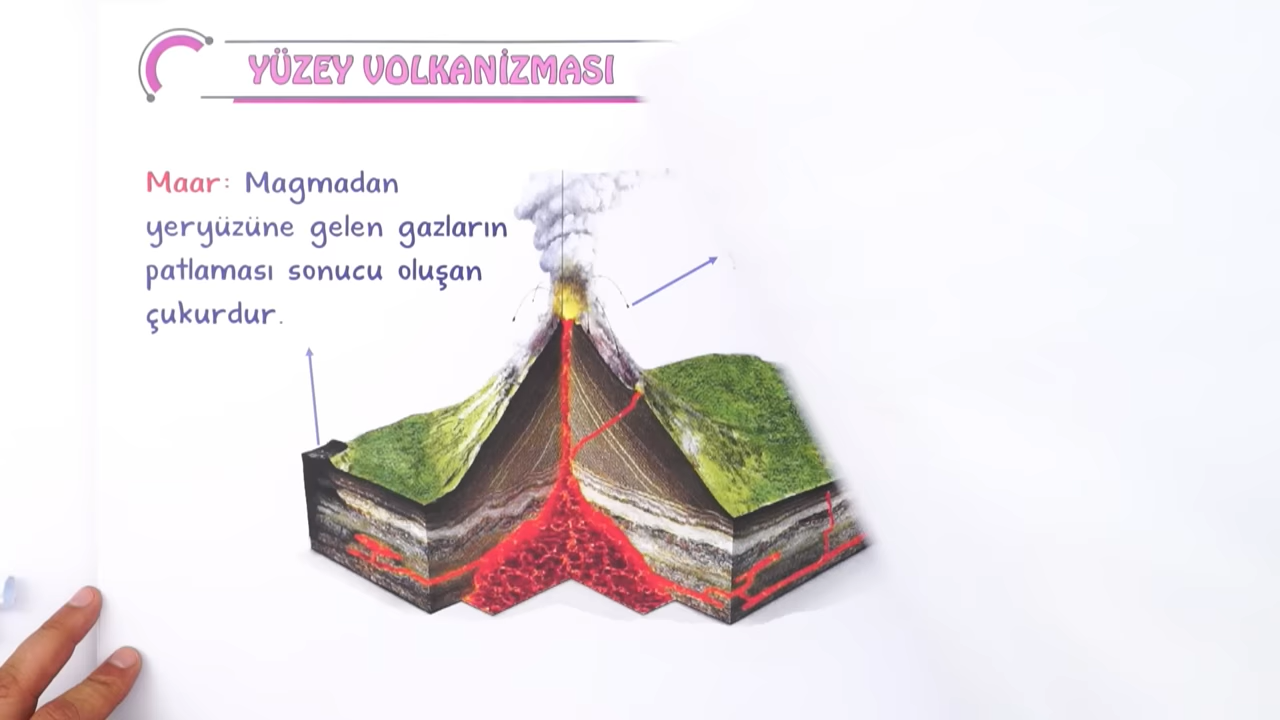 YÜZEY VOLKANİZMASI
Maar: Magmadan
yeryüzüne gelen gazların
patlaması sonucu oluşan
çukurdur.